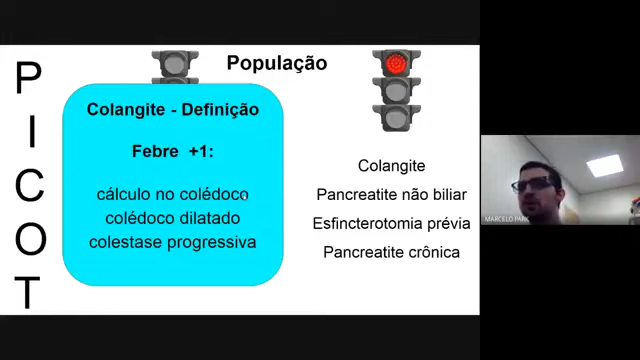 P
I
C
O
T
População
Colangite - Definição
Febre +1:
cálculo no colédoco
colédoco dilatado
colestase progressiva
Colangite
Pancreatite não biliar
Esfincterotomia prévia
Pancreatite crônica
MARCELO PARK